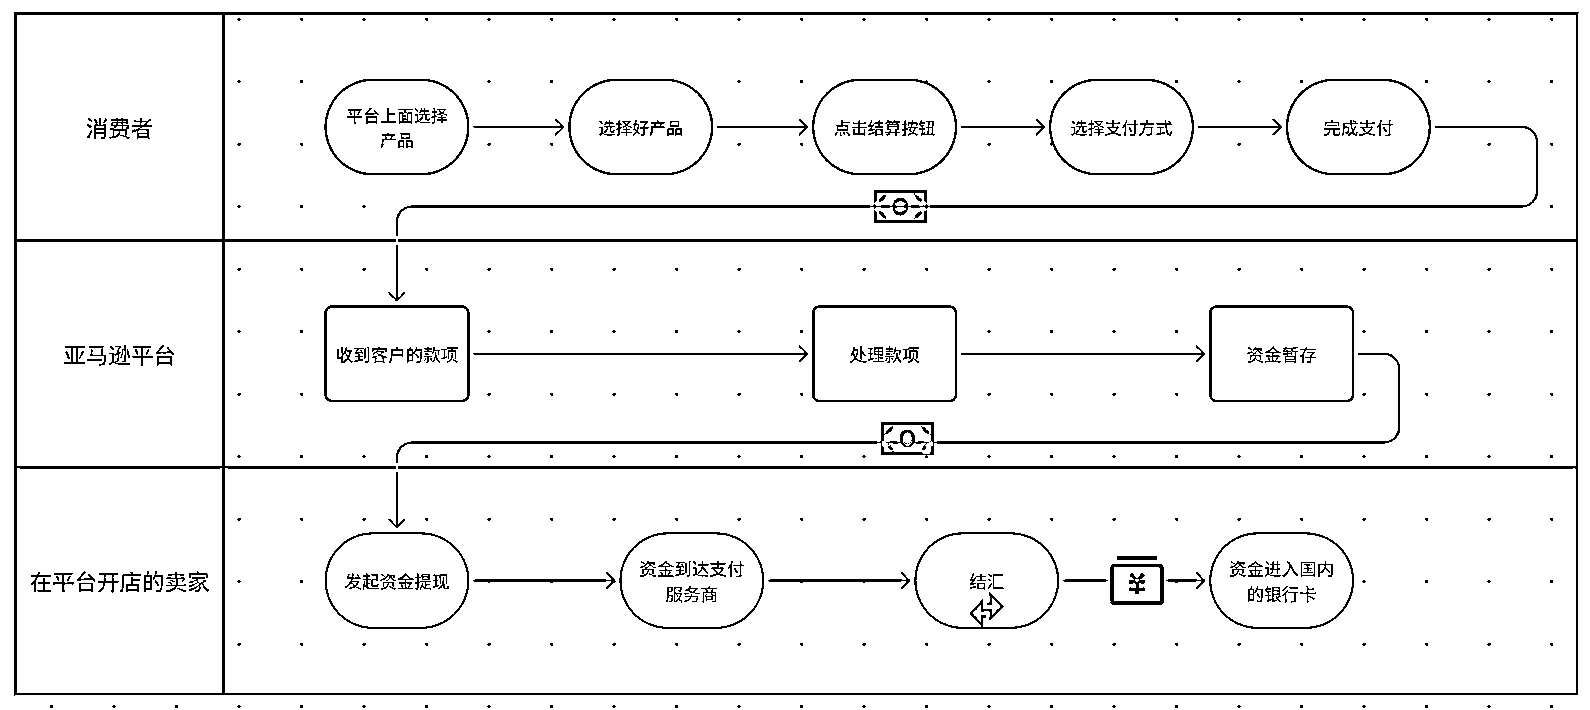 消费者
平台上面选择
产品
选择好产品
点击结算按钮
选择支付方式
完成支付
亚马逊平台
收到客户的款项
处理款项
资金暂存
在平台开店的卖家
发起资金提现
资金到达支付
服务商
结汇
¥
资金进入国内
的银行卡